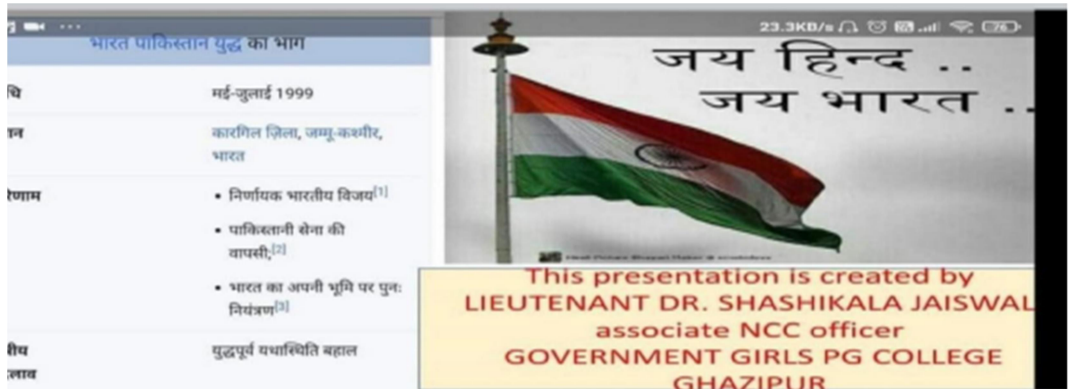 23.3KB/s 76
भारत पाकिस्तान युद्ध का भाग
थि
मई-जुलाई 1999
ान
कारगिल ज़िला, जम्मू-कश्मीर,
भारत
रिणाम
• निर्णायक भारतीय विजय[1]
• पाकिस्तानी सेना की
वापसी;[2]
• भारत का अपनी भूमि पर पुनः
नियंत्रण[3]
ीय
लाव
युद्धपूर्व यथास्थिति बहाल
जय हिन्द ..
जय भारत ..
This presentation is created by
LIEUTENANT DR. SHASHIKALA JAISWAL
associate NCC officer
GOVERNMENT GIRLS PG COLLEGE
GHAZIPUR